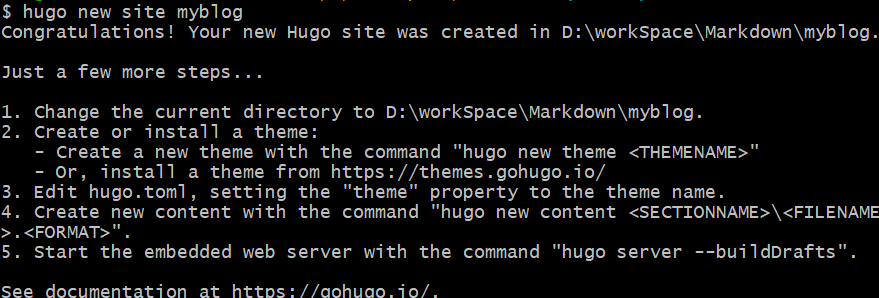 $ hugo new site myblog
Congratulations! Your new Hugo site was created in D:\workSpace\Markdown\myblog.
Just a few more steps...
1. Change the current directory to D:\workSpace\Markdown\myblog.
2. Create or install a theme:
   - Create a new theme with the command "hugo new theme <THEMENAME>"
   - Or, install a theme from https://themes.gohugo.io/
3. Edit hugo.toml, setting the "theme" property to the theme name.
4. Create new content with the command "hugo new content <SECTIONNAME>\<FILENAME
>.<FORMAT>".
5. Start the embedded web server with the command "hugo server --buildDrafts".
See documentation at https://gohugo.io/.